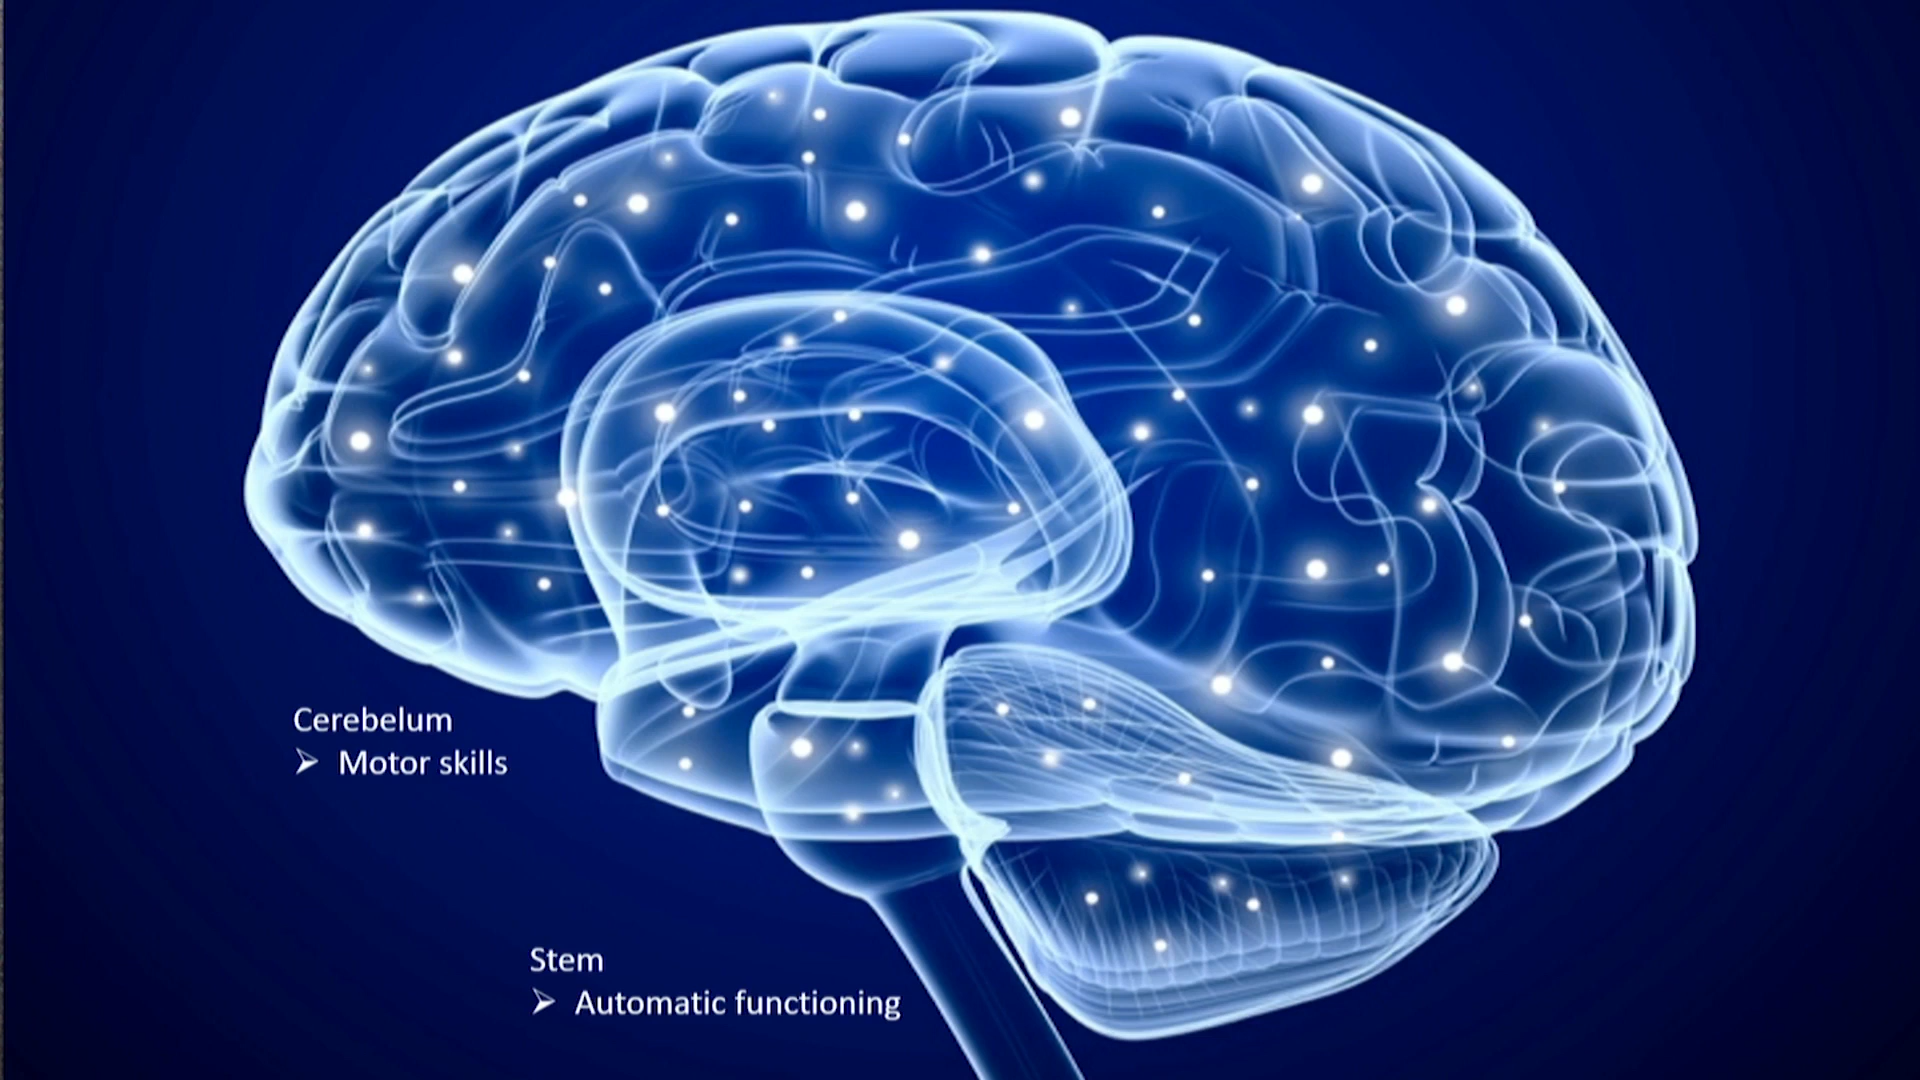 Cerebelum
➢ Motor skills
Stem
➢ Automatic functioning